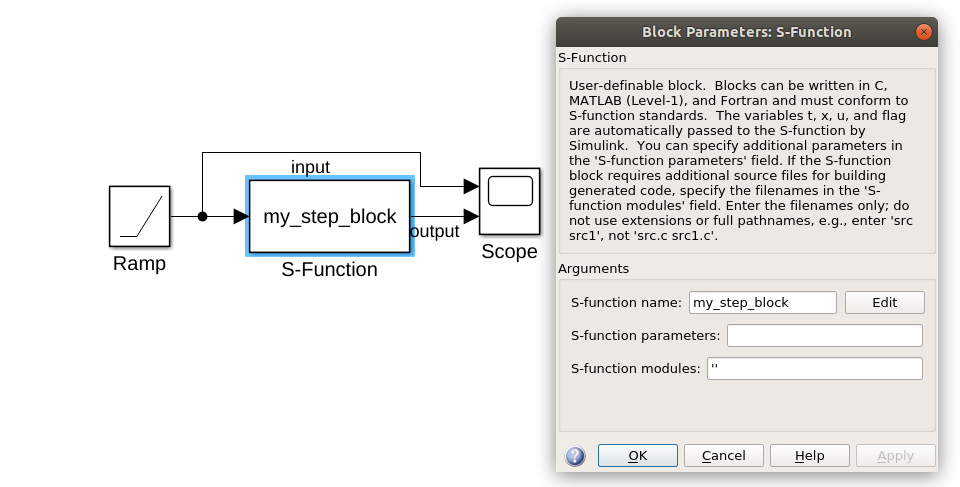 input
my_step_block
output
Ramp
S-Function
Scope
Block Parameters: S-Function
S-Function
User-definable block.  Blocks can be written in C,
MATLAB (Level-1), and Fortran and must conform to
S-function standards.  The variables t, x, u, and flag
are automatically passed to the S-function by
Simulink.  You can specify additional parameters in
the 'S-function parameters' field. If the S-function
block requires additional source files for building
generated code, specify the filenames in the 'S-
function modules' field. Enter the filenames only; do
not use extensions or full pathnames, e.g., enter 'src
src1', not 'src.c src1.c'.
Arguments
S-function name: my_step_block Edit
S-function parameters:
S-function modules: ''
? OK Cancel Help Apply